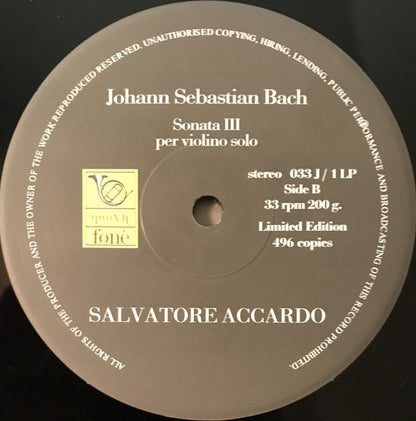 ALL RIGHTS OF THE PRODUCER AND THE OWNER OF THE WORK REPRODUCED RESERVED. UNAUTHORISED COPYING, HIRING, LENDING, PUBLIC PERFORMANCE AND BROADCASTING OF THIS RECORD PROHIBITED.
Johann Sebastian Bach
Sonata III
per violino solo
stereo 033 J / 1 LP
Side B
33 rpm 200 g.
Limited Edition
496 copies
fonè
SALVATORE ACCARDO